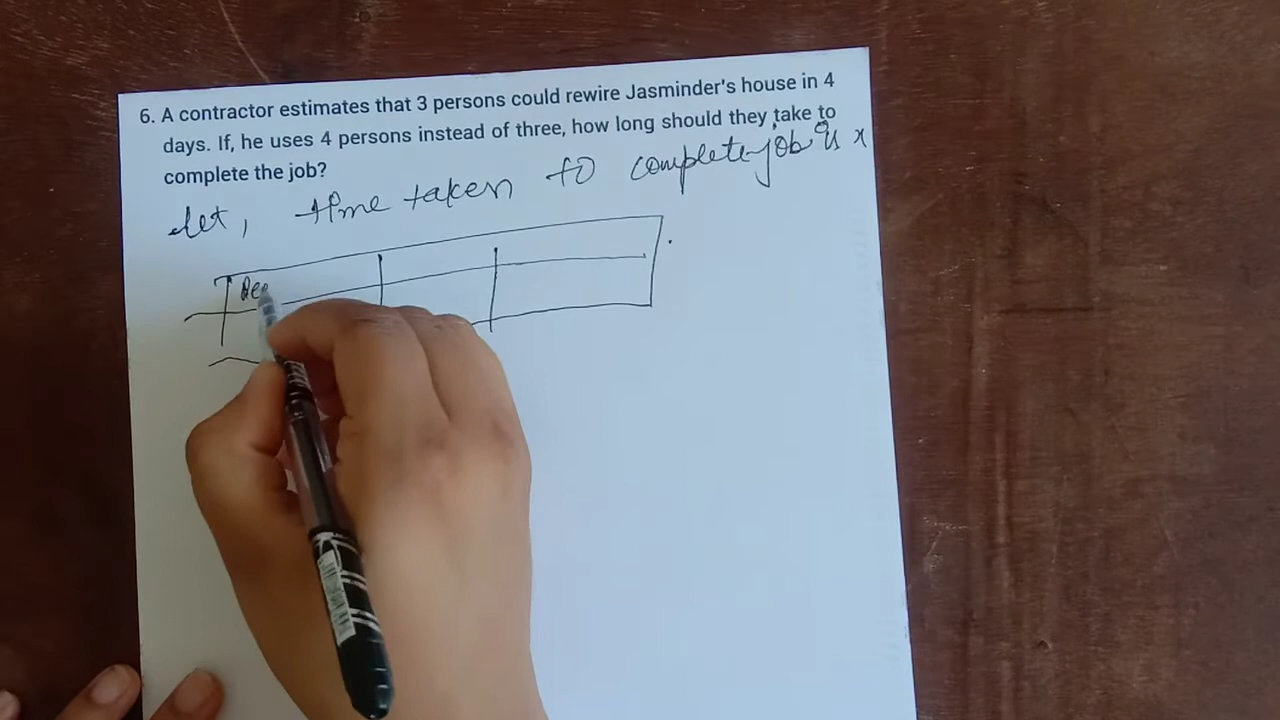 6. A contractor estimates that 3 persons could rewire Jasminder's house in 4
days. If, he uses 4 persons instead of three, how long should they take to
complete the job?
let, time taken to complete job is x